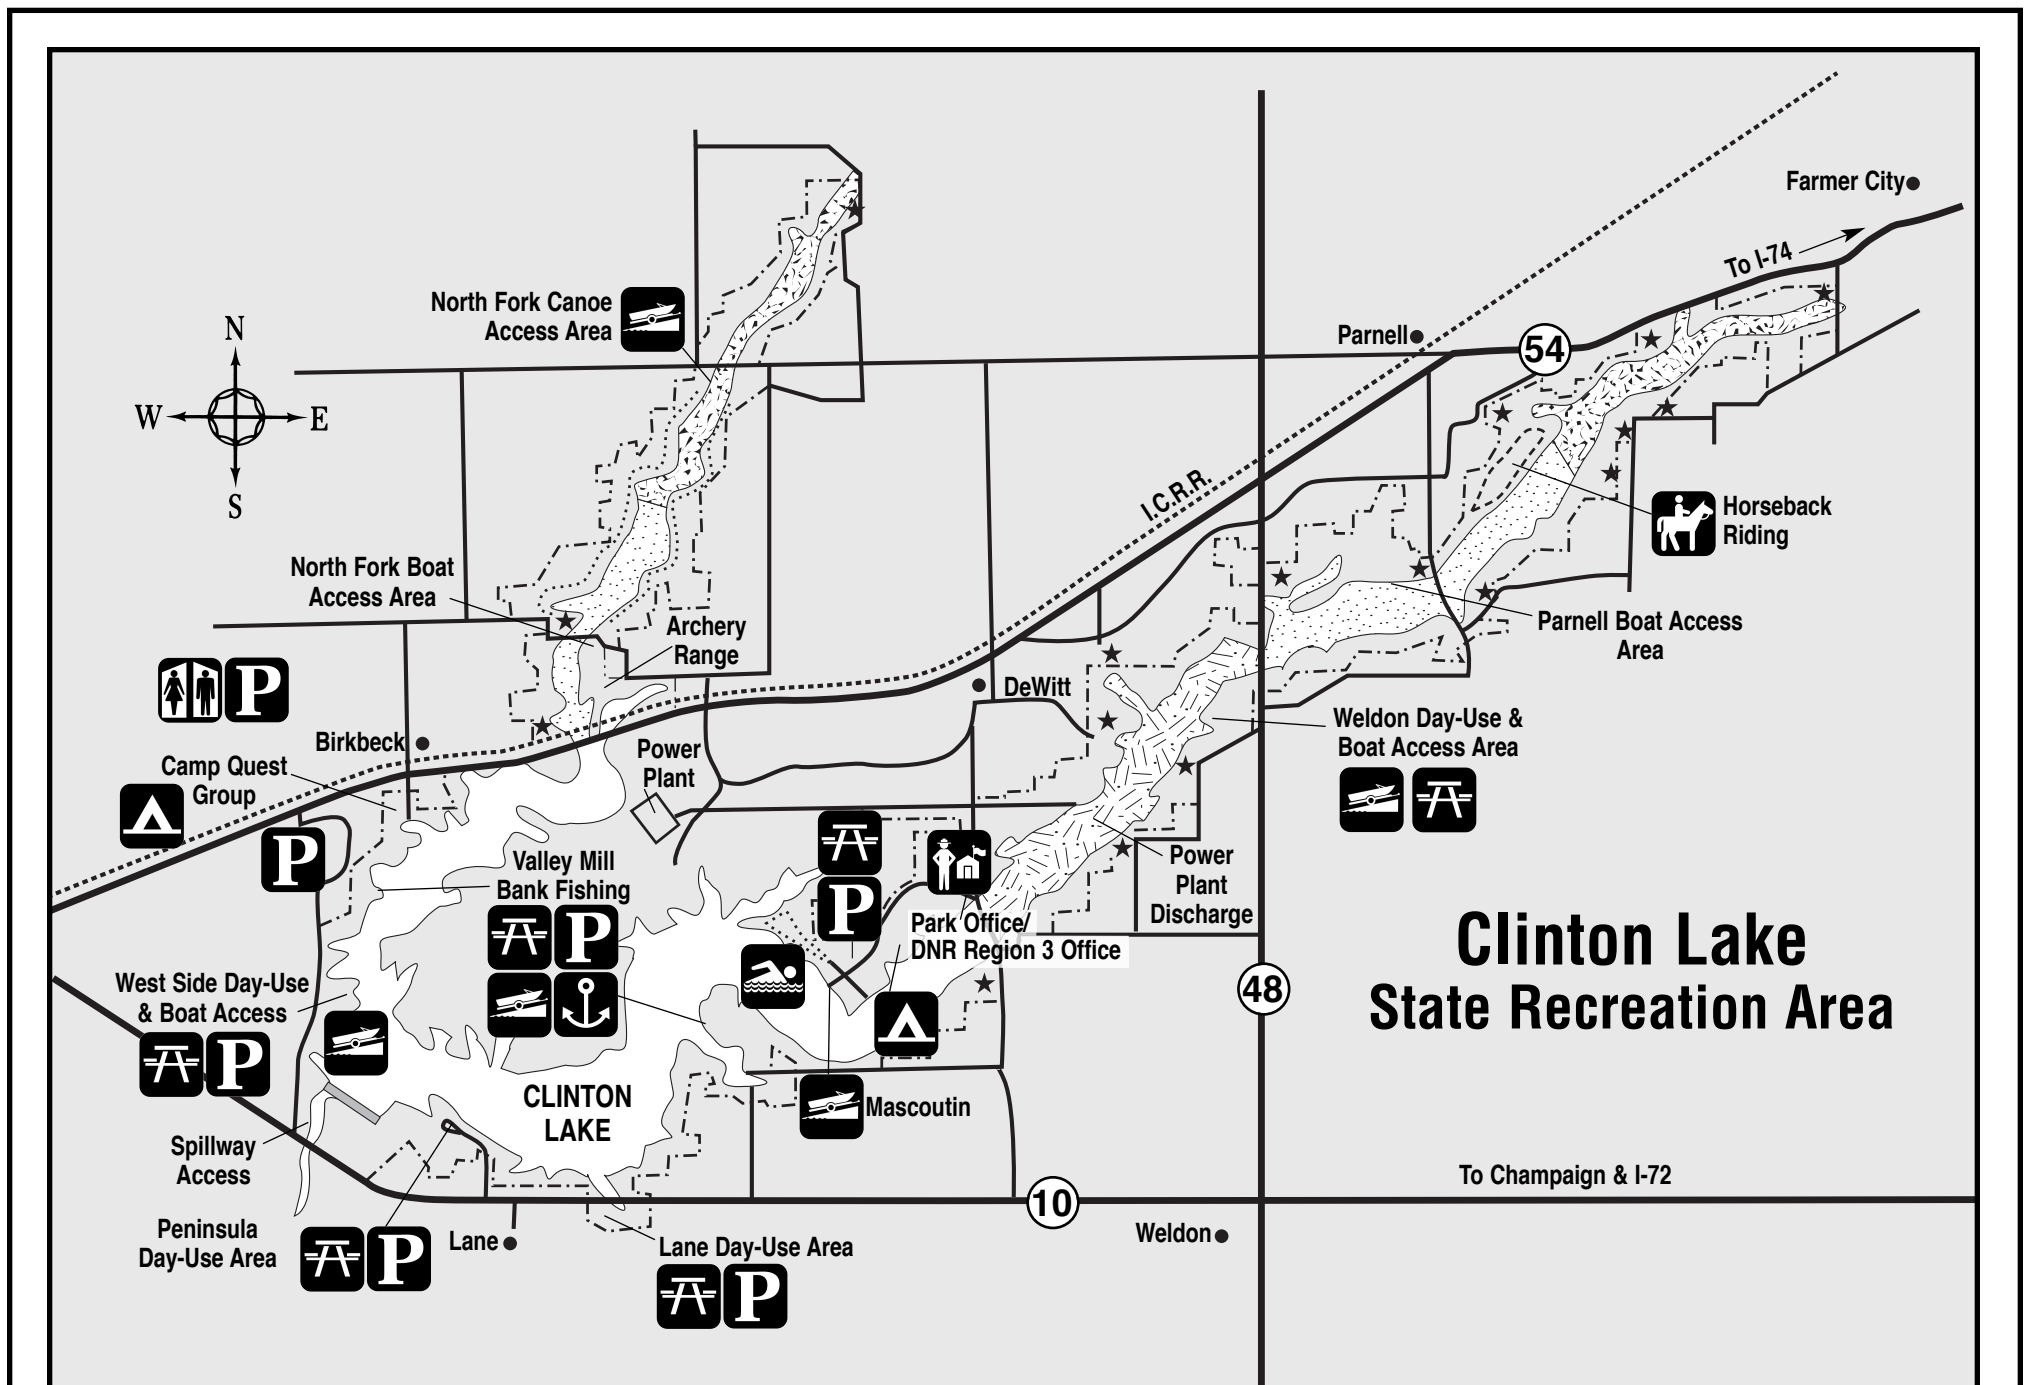 Farmer City
To I-74
North Fork Canoe
Access Area
N
W
E
S
Parnell
54
I.C.R.R.
Horseback
Riding
North Fork Boat
Access Area
Archery
Range
Parnell Boat Access
Area
P
DeWitt
Birkbeck
Power
Plant
Weldon Day-Use &
Boat Access Area
Camp Quest
Group
P
Valley Mill
Bank Fishing
P
P
Power
Plant
Discharge
Park Office/
DNR Region 3 Office
Clinton Lake
State Recreation Area
West Side Day-Use
& Boat Access
P
48
CLINTON
LAKE
Mascoutin
Spillway
Access
To Champaign & I-72
10
Peninsula
Day-Use Area
P
Lane
Lane Day-Use Area
P
Weldon